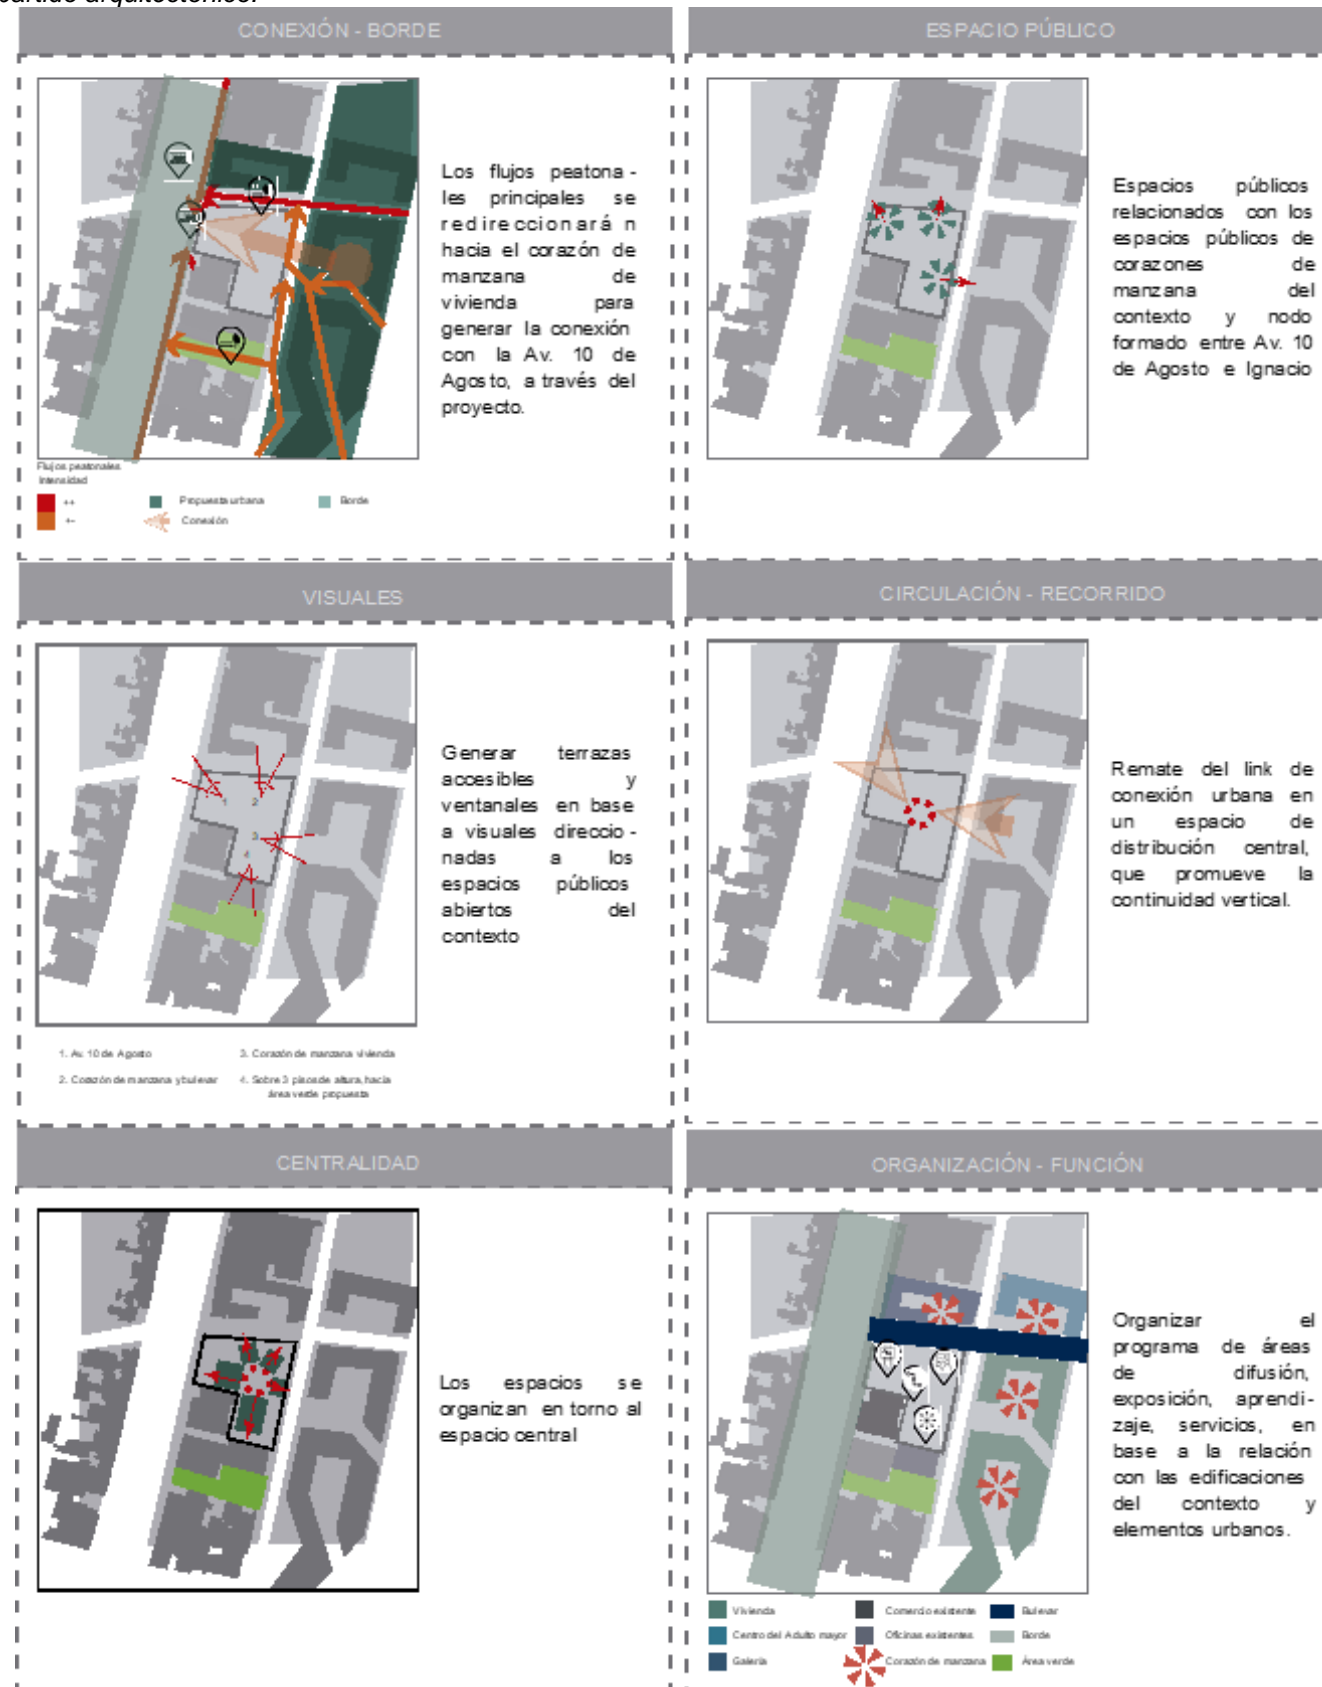 partido arquitectónico.
CONEXIÓN - BORDE
Los flujos peatona -
les principales se
redireccionará n
hacia el corazón de
manzana de
vivienda para
generar la conexión
con la Av. 10 de
Agosto, a través del
proyecto.
Flujos peatonales
Intensidad
++
+-
Propuesta urbana
Conexión
Borde
ESPACIO PÚBLICO
Espacios públicos
relacionados con los
espacios públicos de
corazones de
manzana del
contexto y nodo
formado entre Av. 10
de Agosto e Ignacio
VISUALES
1
2
3
4
Generar terrazas
accesibles y
ventanales en base
a visuales direccio -
nadas a los
espacios públicos
abiertos del
contexto
1. Av. 10 de Agosto
2. Corazón de manzana y bulevar
3. Corazón de manzana vivienda
4. Sobre 3 pisos de altura, hacia
área verde propuesta
CIRCULACIÓN - RECORRIDO
Remate del link de
conexión urbana en
un espacio de
distribución central,
que promueve la
continuidad vertical.
CENTRALIDAD
Los espacios se
organizan en torno al
espacio central
ORGANIZACIÓN - FUNCIÓN
Organizar el
programa de áreas
de difusión,
exposición, aprendi-
zaje, servicios, en
base a la relación
con las edificaciones
del contexto y
elementos urbanos.
Vivienda
Centro del Adulto mayor
Galería
Comercio existente
Oficinas existentes
Corazón de manzana
Bulevar
Borde
Área verde